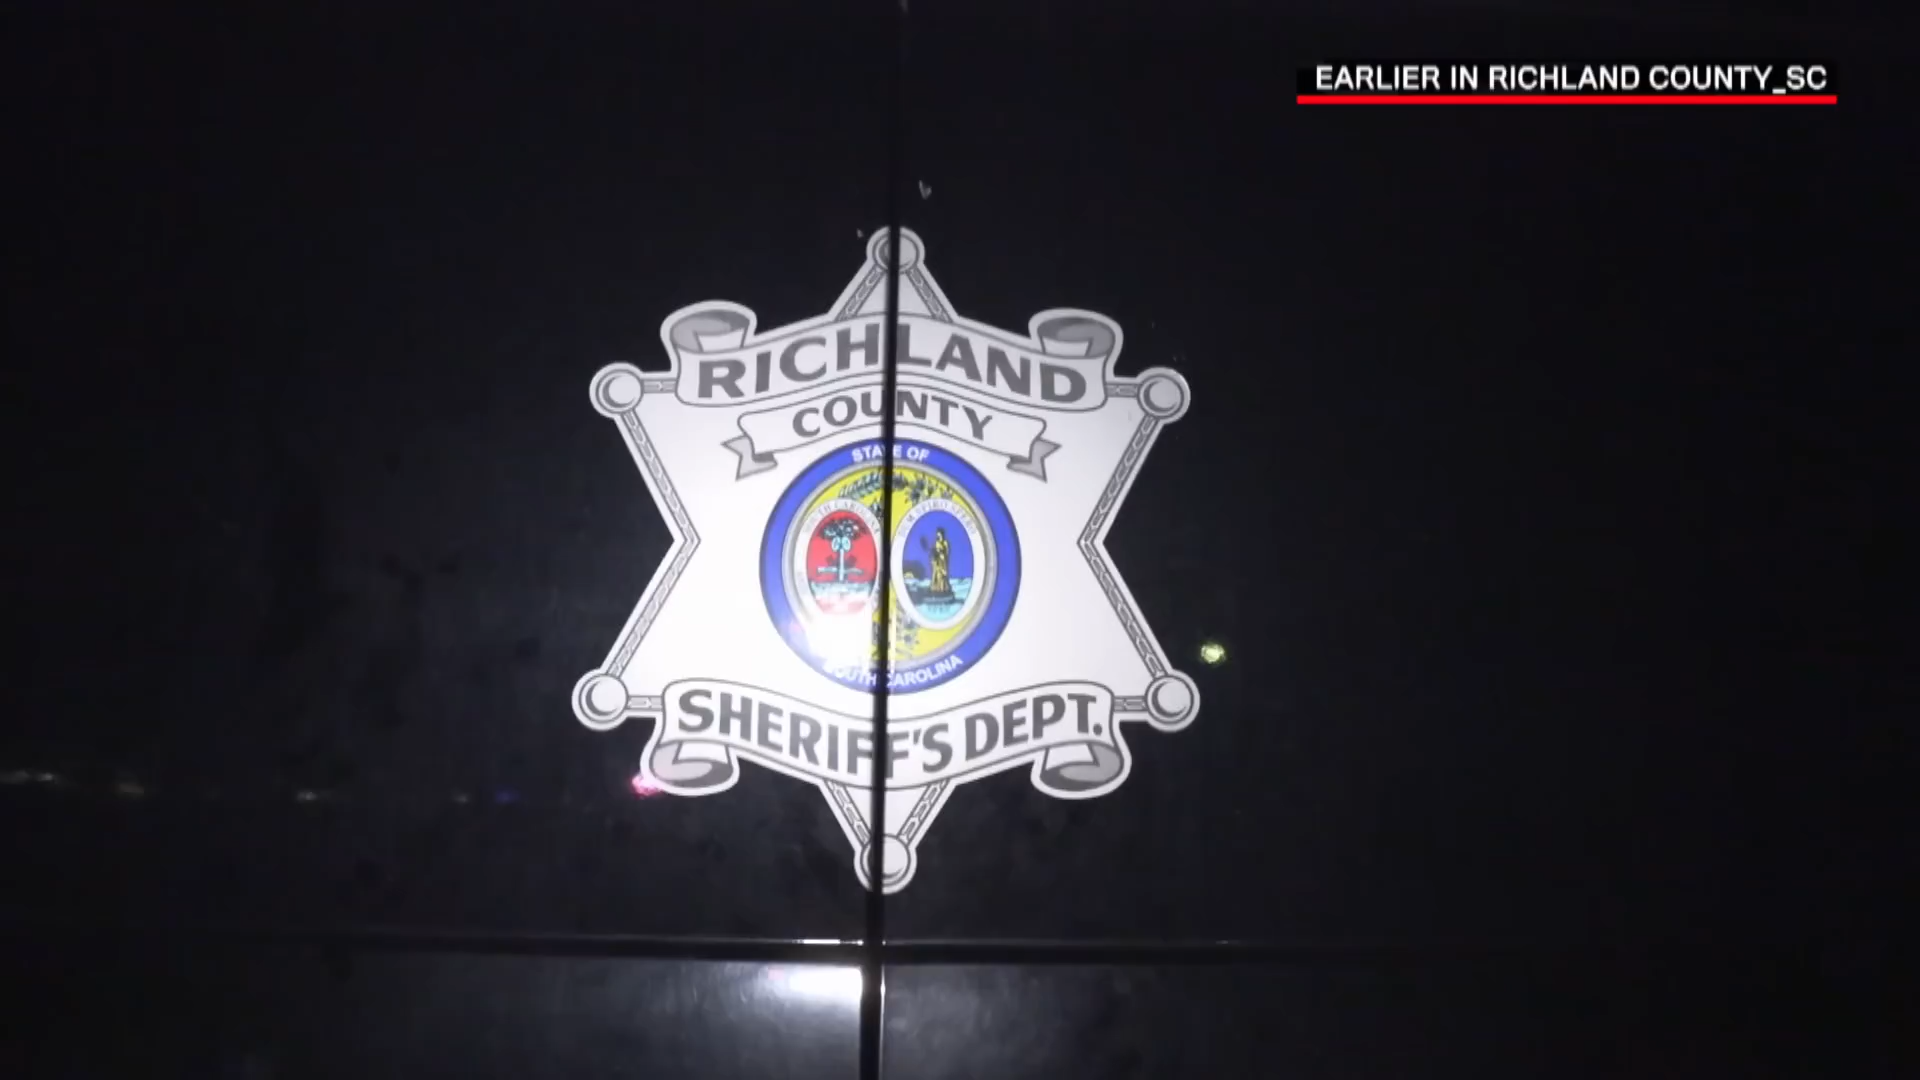 EARLIER IN RICHLAND COUNTY_SC
RICHLAND
COUNTY
STATE OF
SOUTH CAROLINA
SHERIFF'S DEPT.